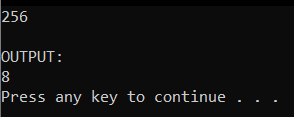 256
OUTPUT:
8
Press any key to continue . . .